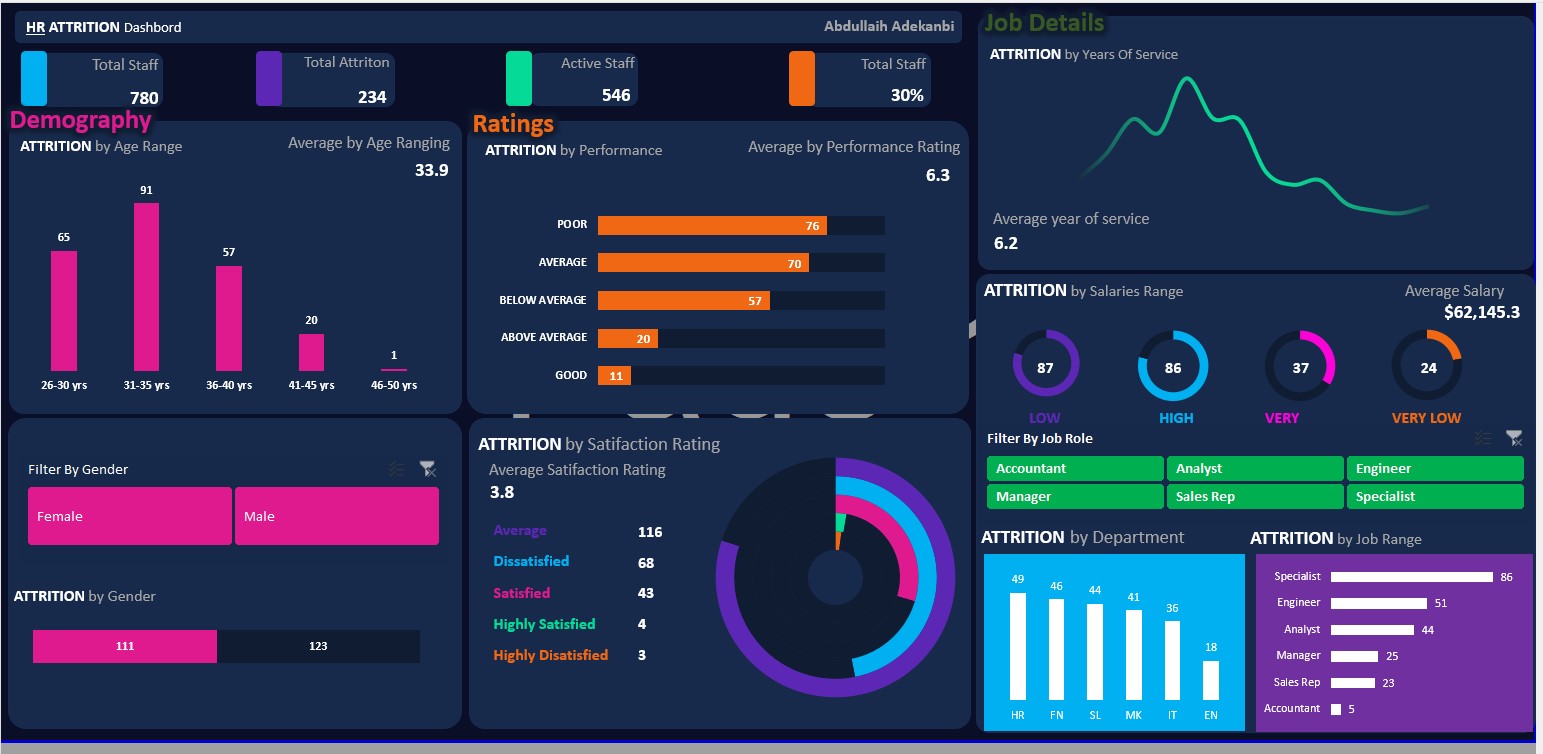 HR ATTRITION Dashbord
Abdullaih Adekanbi
Total Staff
780
Total Attriton
234
Active Staff
546
Total Staff
30%
Demography
ATTRITION by Age Range
Average by Age Ranging
33.9
65
91
57
20
1
26-30 yrs
31-35 yrs
36-40 yrs
41-45 yrs
46-50 yrs
Filter By Gender
Female
Male
ATTRITION by Gender
111
123
Ratings
ATTRITION by Performance
Average by Performance Rating
6.3
POOR 76
AVERAGE 70
BELOW AVERAGE 57
ABOVE AVERAGE 20
GOOD 11
ATTRITION by Satifaction Rating
Average Satifaction Rating
3.8
Average 116
Dissatisfied 68
Satisfied 43
Highly Satisfied 4
Highly Disatisfied 3
Job Details
ATTRITION by Years Of Service
Average year of service
6.2
ATTRITION by Salaries Range
Average Salary
$62,145.3
87
86
37
24
LOW
HIGH
VERY
VERY LOW
Filter By Job Role
Accountant
Analyst
Engineer
Manager
Sales Rep
Specialist
ATTRITION by Department
49
46
44
41
36
18
HR
FN
SL
MK
IT
EN
ATTRITION by Job Range
Specialist 86
Engineer 51
Analyst 44
Manager 25
Sales Rep 23
Accountant 5